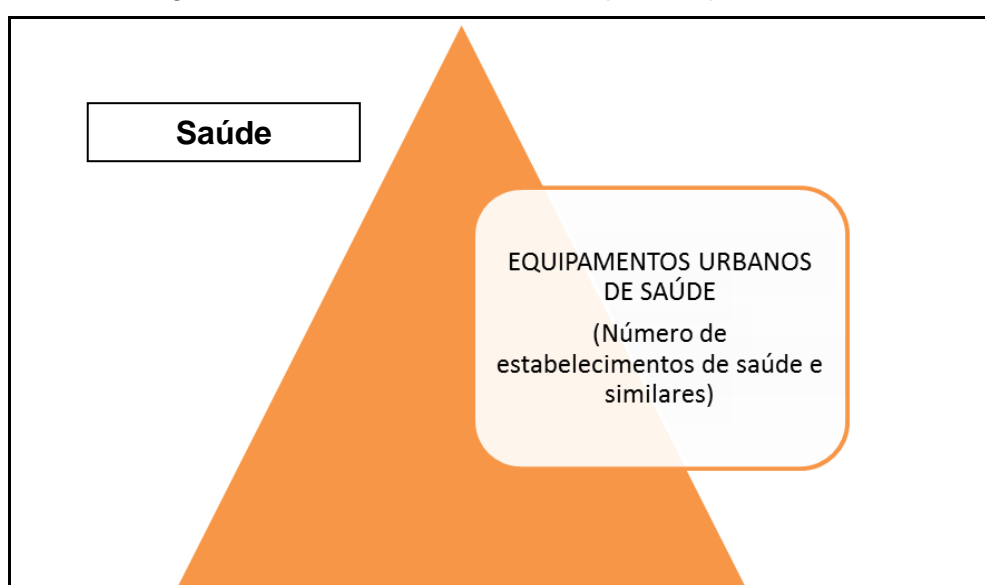 Saúde
EQUIPAMENTOS URBANOS
DE SAÚDE
(Número de
estabelecimentos de saúde e
similares)